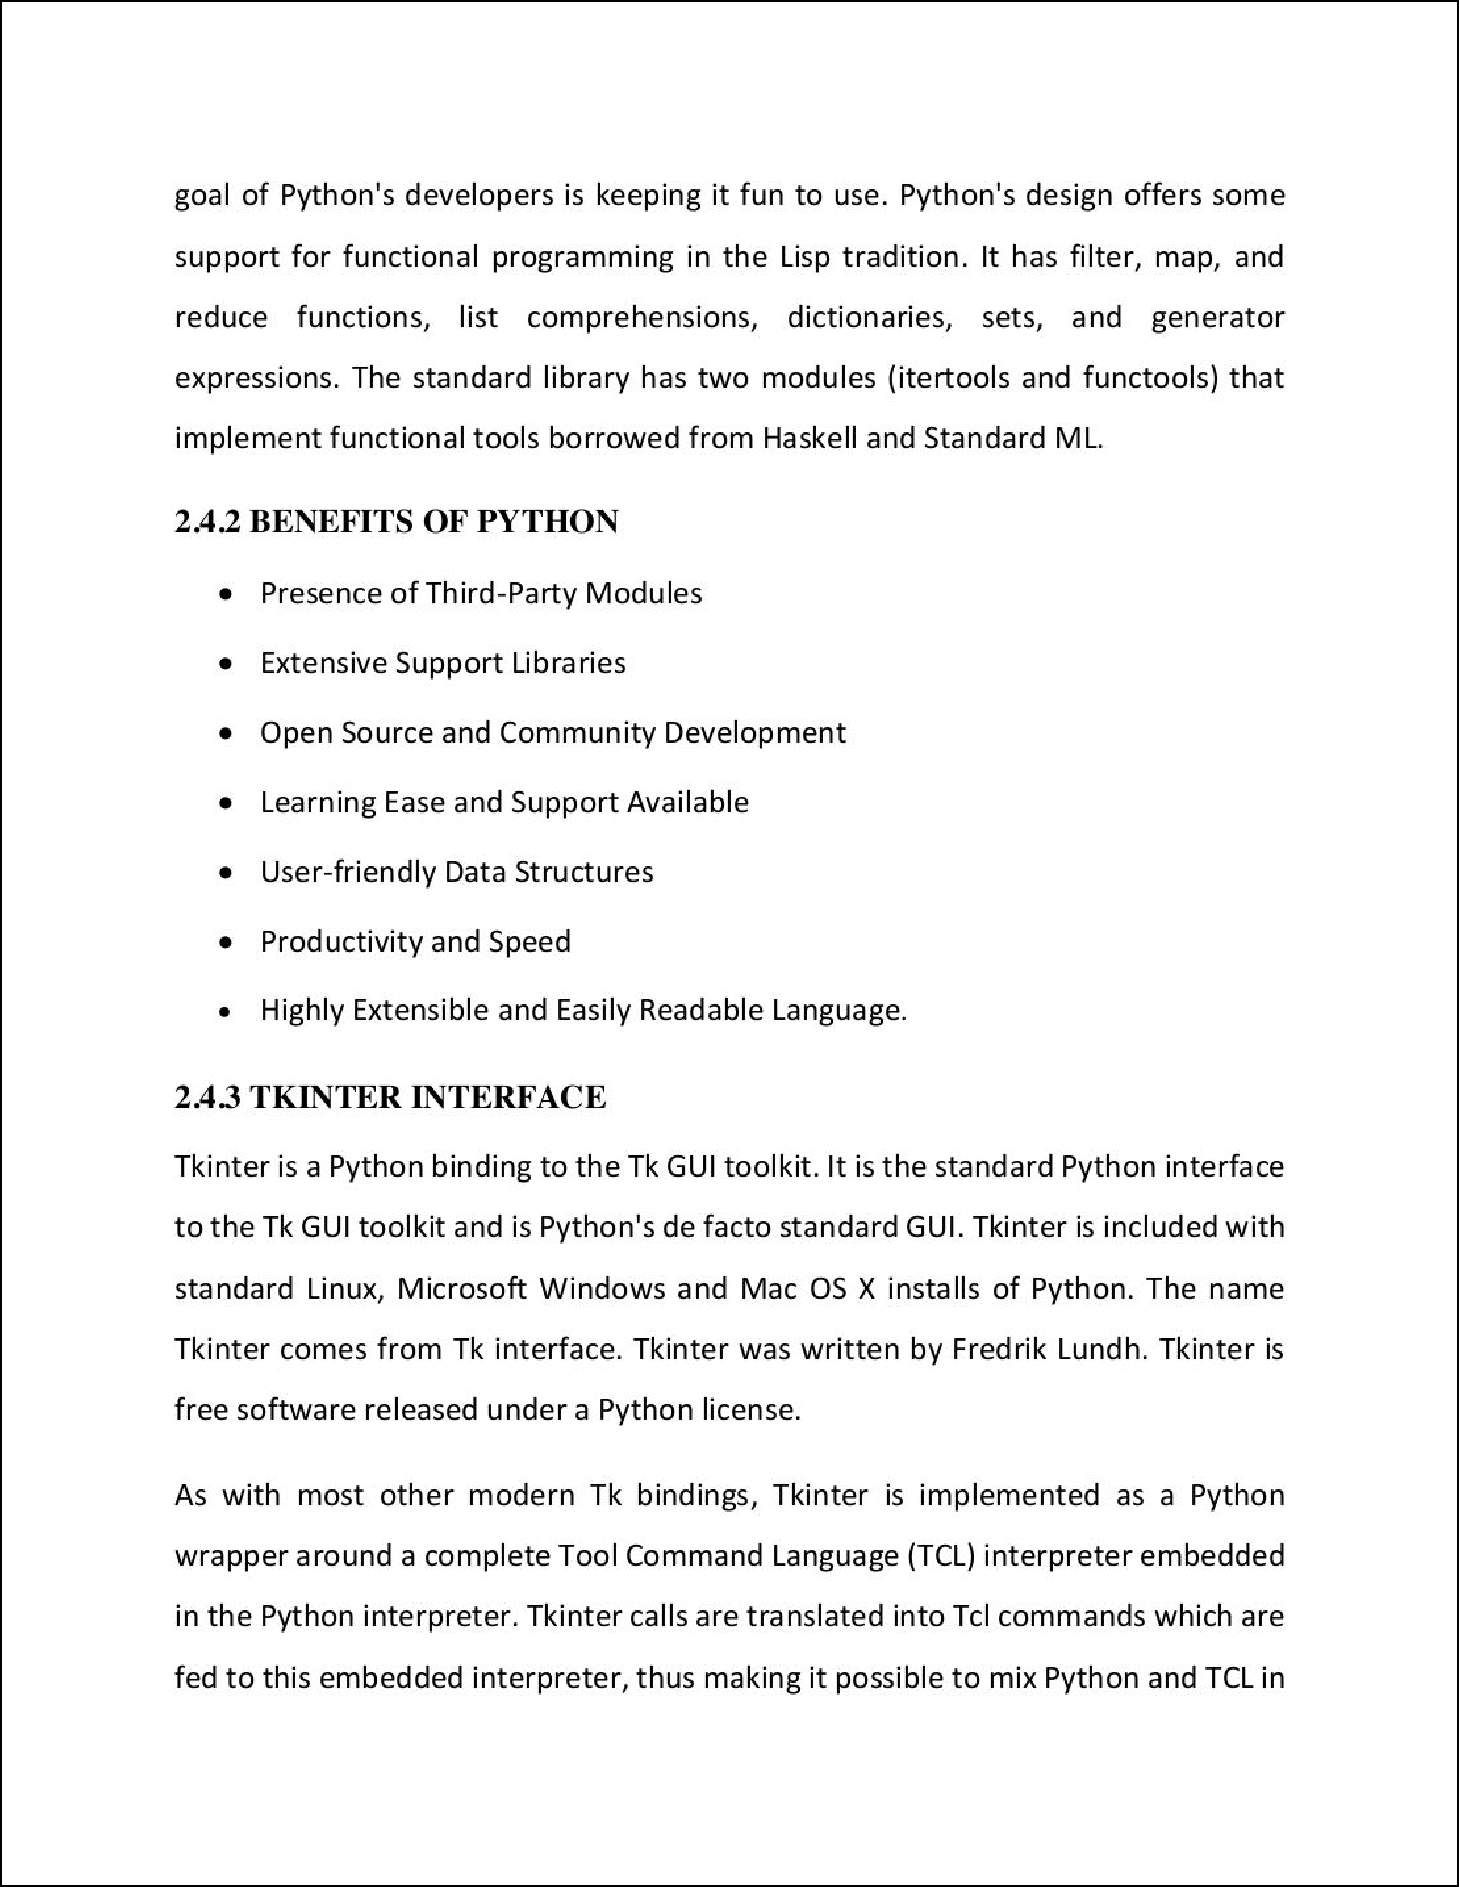 goal of Python's developers is keeping it fun to use. Python's design offers some
support for functional programming in the Lisp tradition. It has filter, map, and
reduce functions, list comprehensions, dictionaries, sets, and generator
expressions. The standard library has two modules (itertools and functools) that
implement functional tools borrowed from Haskell and Standard ML.
2.4.2 BENEFITS OF PYTHON
• Presence of Third-Party Modules
• Extensive Support Libraries
• Open Source and Community Development
• Learning Ease and Support Available
• User-friendly Data Structures
• Productivity and Speed
• Highly Extensible and Easily Readable Language.
2.4.3 TKINTER INTERFACE
Tkinter is a Python binding to the Tk GUI toolkit. It is the standard Python interface
to the Tk GUI toolkit and is Python's de facto standard GUI. Tkinter is included with
standard Linux, Microsoft Windows and Mac OS X installs of Python. The name
Tkinter comes from Tk interface. Tkinter was written by Fredrik Lundh. Tkinter is
free software released under a Python license.
As with most other modern Tk bindings, Tkinter is implemented as a Python
wrapper around a complete Tool Command Language (TCL) interpreter embedded
in the Python interpreter. Tkinter calls are translated into Tcl commands which are
fed to this embedded interpreter, thus making it possible to mix Python and TCL in